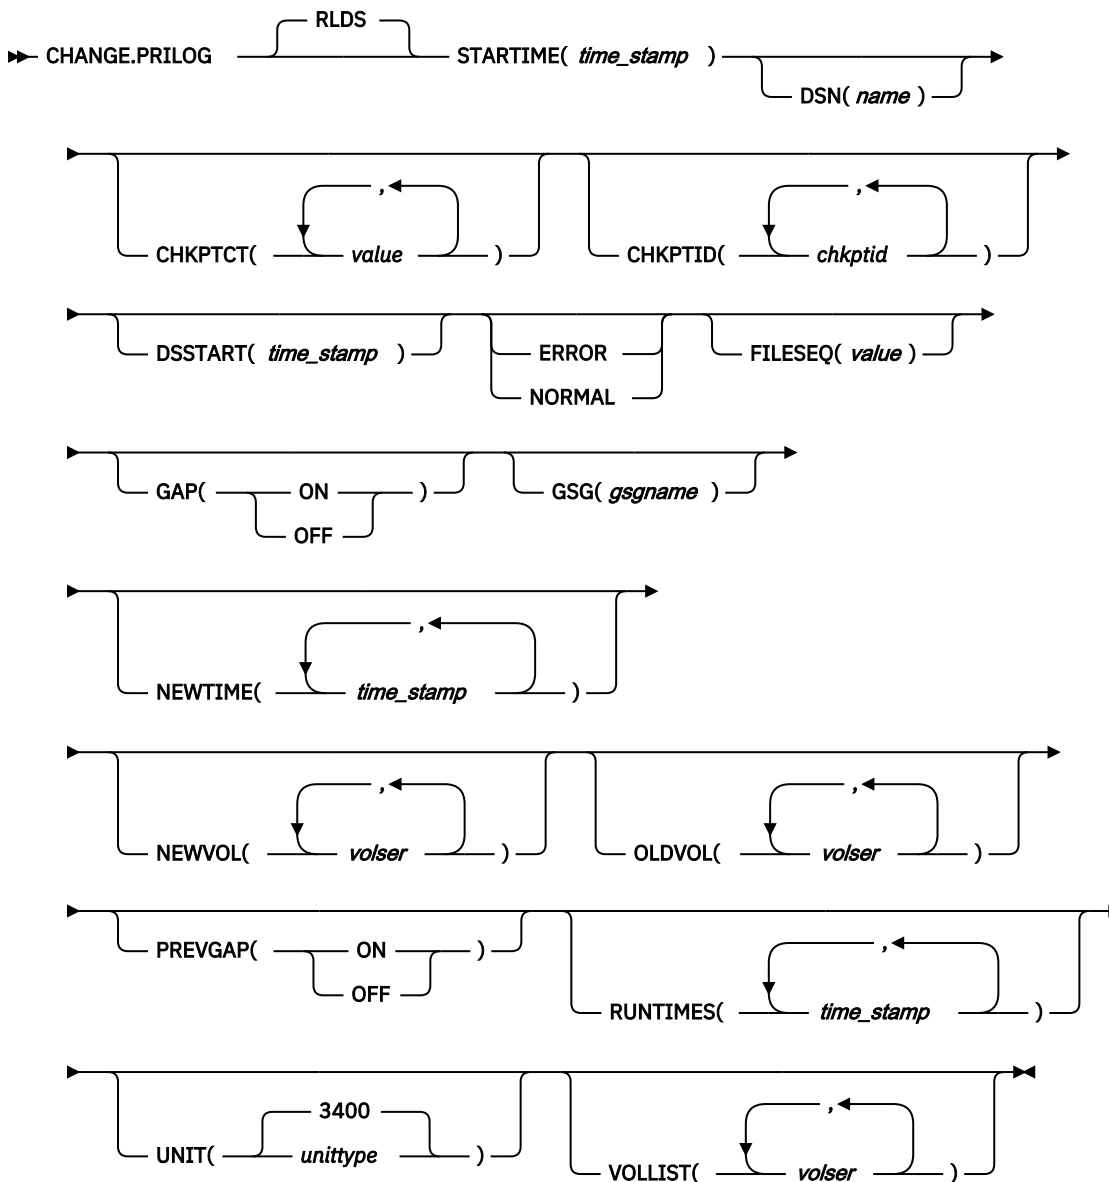 RLDS
CHANGE.PRILOG STARTIME( time_stamp )
DSN( name )
,
,
CHKPTCT( value )
CHKPTID( chkptid )
DSSTART( time_stamp )
ERROR
NORMAL
FILESEQ( value )
GAP( ON )
OFF
GSG( gsgname )
,
NEWTIME( time_stamp )
,
,
NEWVOL( volser )
OLDVOL( volser )
PREVGAP( ON )
OFF
,
RUNTIMES( time_stamp )
3400
UNIT( unittype )
,
VOLLIST( volser )